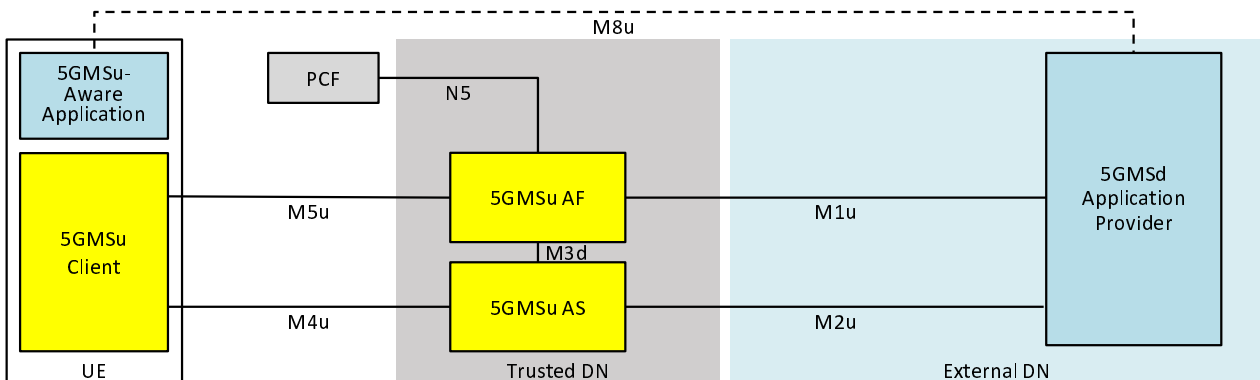 M8u
5GMSu-
Aware
Application
PCF
N5
5GMSd
Application
Provider
5GMSu AF
M5u
M1u
5GMSu
Client
M3d
5GMSu AS
M4u
M2u
UE
Trusted DN
External DN